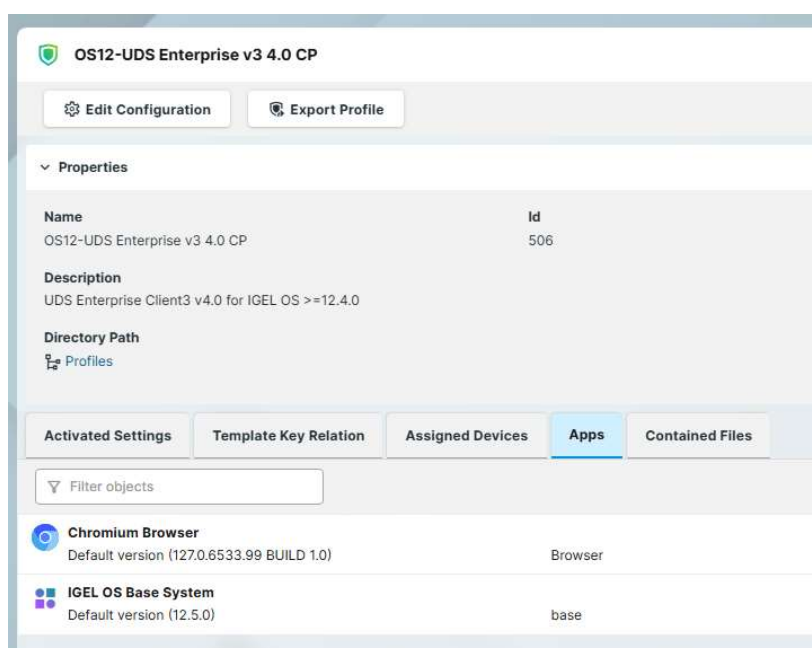 OS12-UDS Enterprise v3 4.0 CP
Edit Configuration Export Profile
Properties
Name Id
OS12-UDS Enterprise v3 4.0 CP 506
Description
UDS Enterprise Client3 v4.0 for IGEL OS >=12.4.0
Directory Path
Profiles
Activated Settings Template Key Relation Assigned Devices Apps Contained Files
Filter objects
Chromium Browser
Default version (127.0.6533.99 BUILD 1.0) Browser
IGEL OS Base System
Default version (12.5.0) base